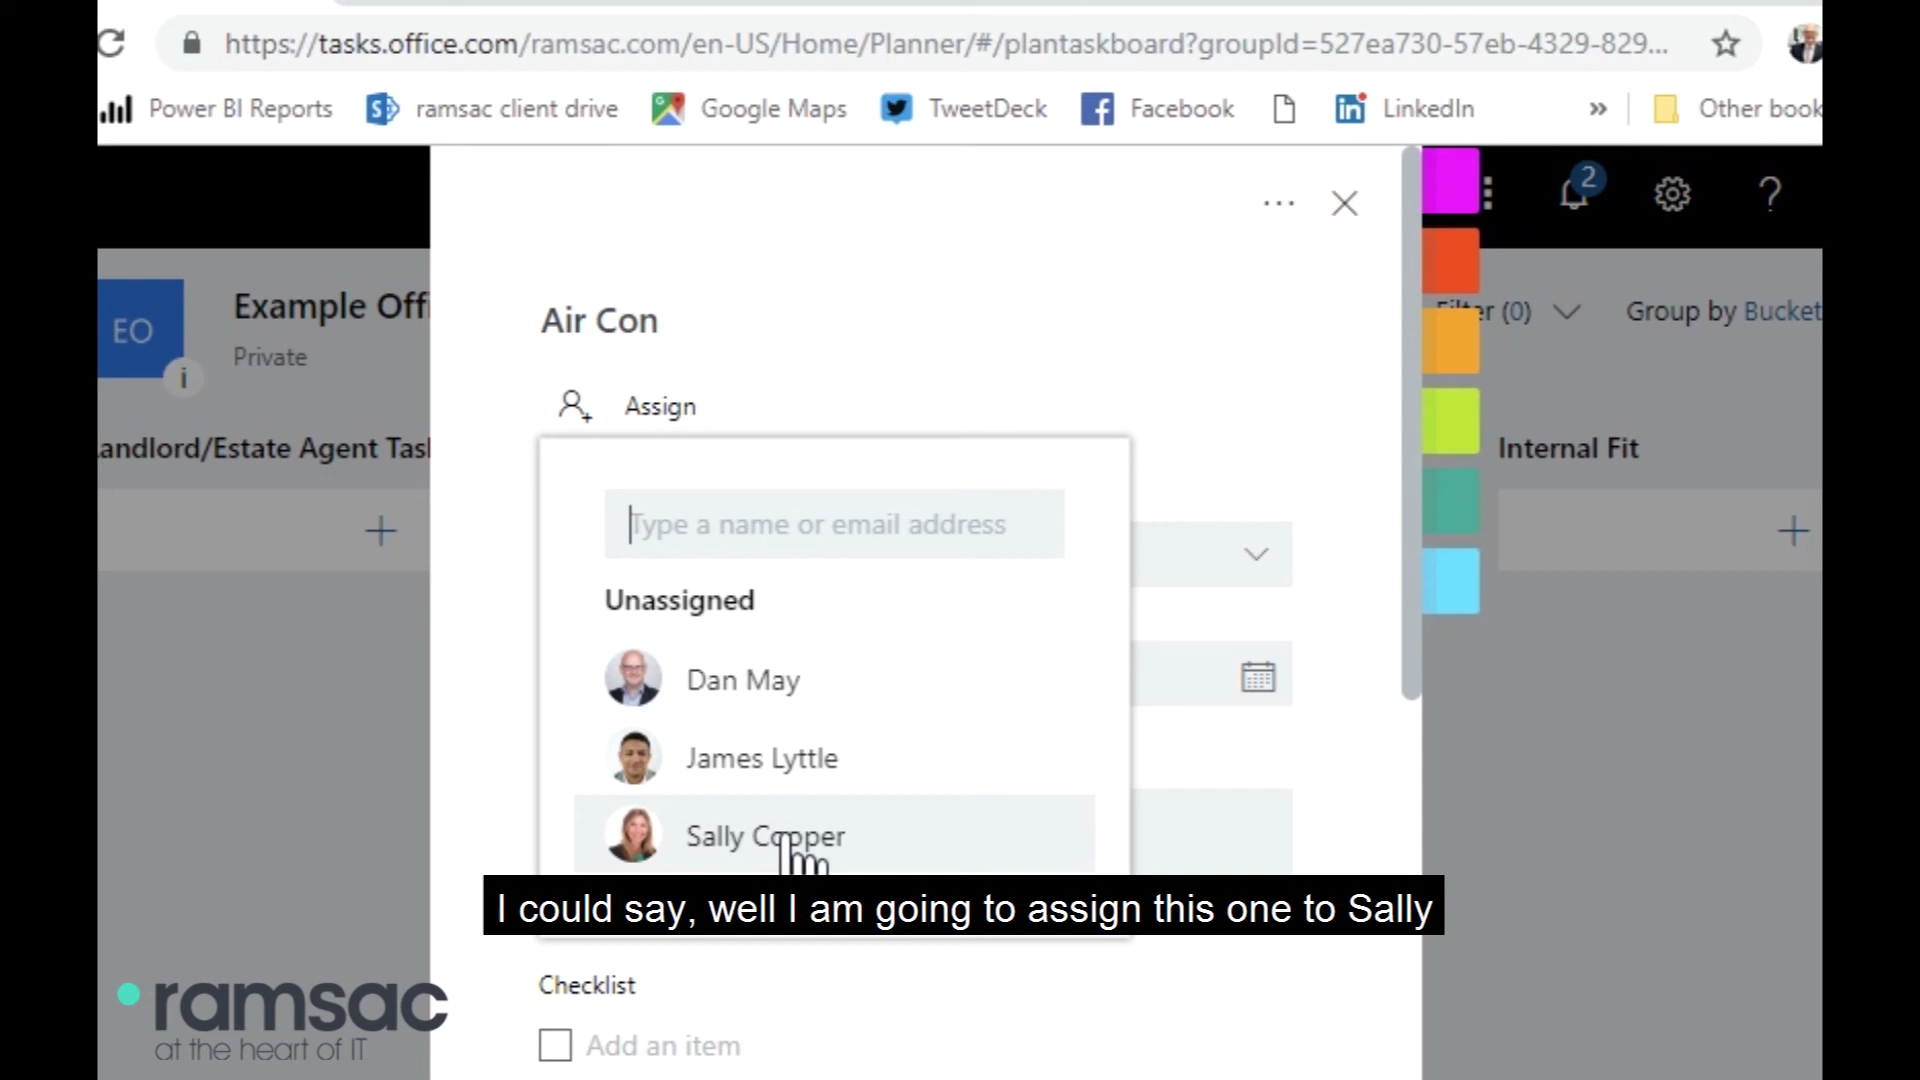 https://tasks.office.com/ramsac.com/en-US/Home/Planner/#/plantaskboard?groupId=527ea730-57eb-4329-829...
Power BI Reports ramsac client drive Google Maps TweetDeck Facebook LinkedIn » Other book
2
?
...
EO
Example Offi
Private
i
Air Con
Filter (0)
Group by Bucket
Assign
andlord/Estate Agent Task
Internal Fit
Type a name or email address
Unassigned
Dan May
James Lyttle
Sally Cooper
I could say, well I am going to assign this one to Sally
Checklist
Add an item
ramsac
at the heart of IT